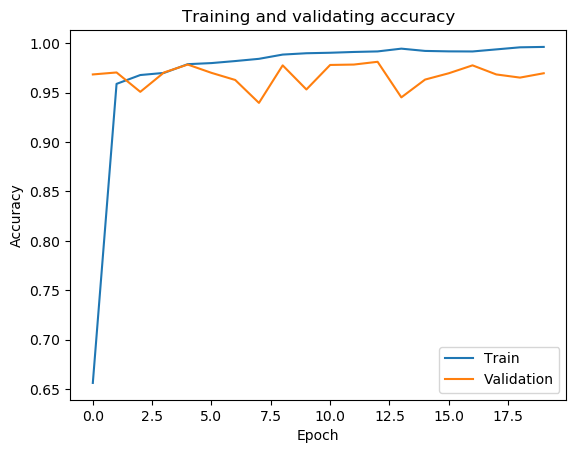 Training and validating accuracy
1.00
0.95
0.90
0.85
0.80
0.75
0.70
0.65
Accuracy
Train
Validation
0.0 2.5 5.0 7.5 10.0 12.5 15.0 17.5
Epoch